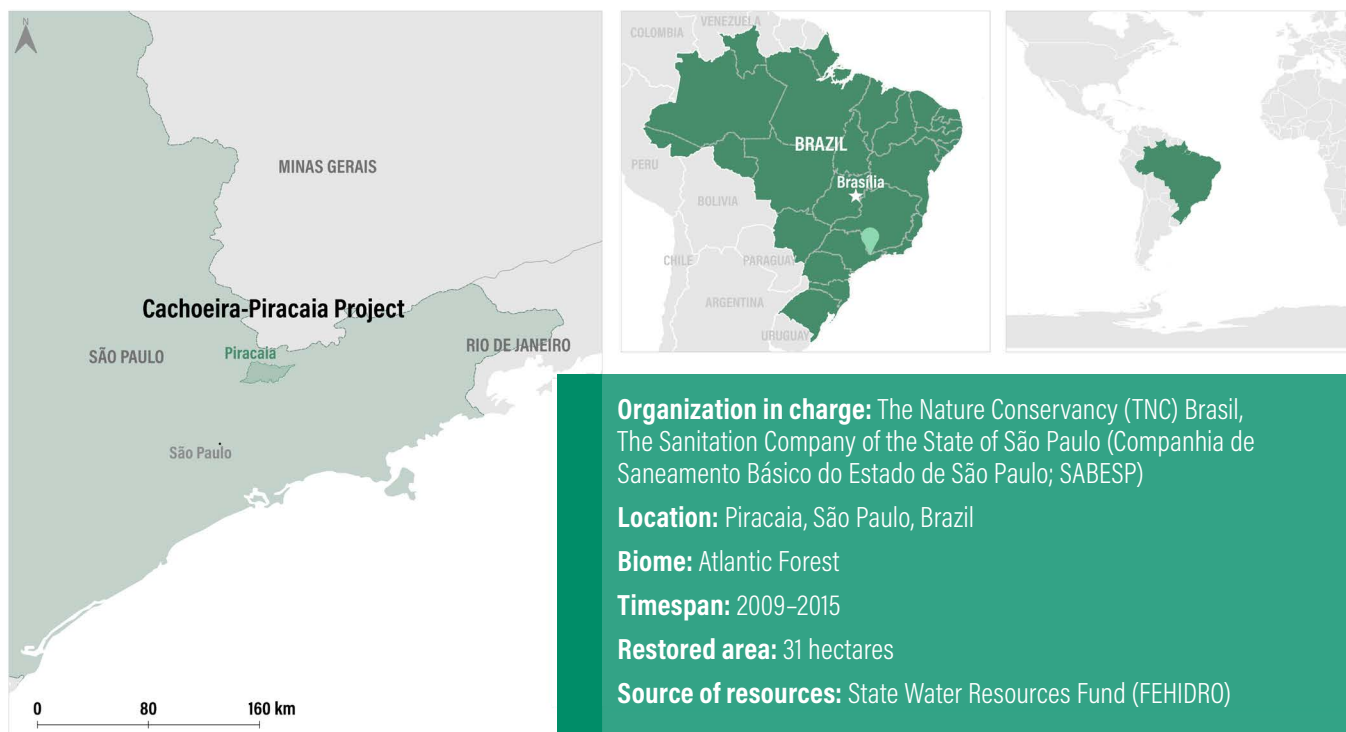 N
MINAS GERAIS
Cachoeira-Piracaia Project
SÃO PAULO
Piracaia
RIO DE JANEIRO
São Paulo
0 80 160 km
VENEZUELA
COLOMBIA
BRAZIL
PERU
Brasília
BOLIVIA
CHILE
PARAGUAY
ARGENTINA
URUGUAY
Organization in charge: The Nature Conservancy (TNC) Brasil,
The Sanitation Company of the State of São Paulo (Companhia de
Saneamento Básico do Estado de São Paulo; SABESP)
Location: Piracaia, São Paulo, Brazil
Biome: Atlantic Forest
Timespan: 2009–2015
Restored area: 31 hectares
Source of resources: State Water Resources Fund (FEHIDRO)